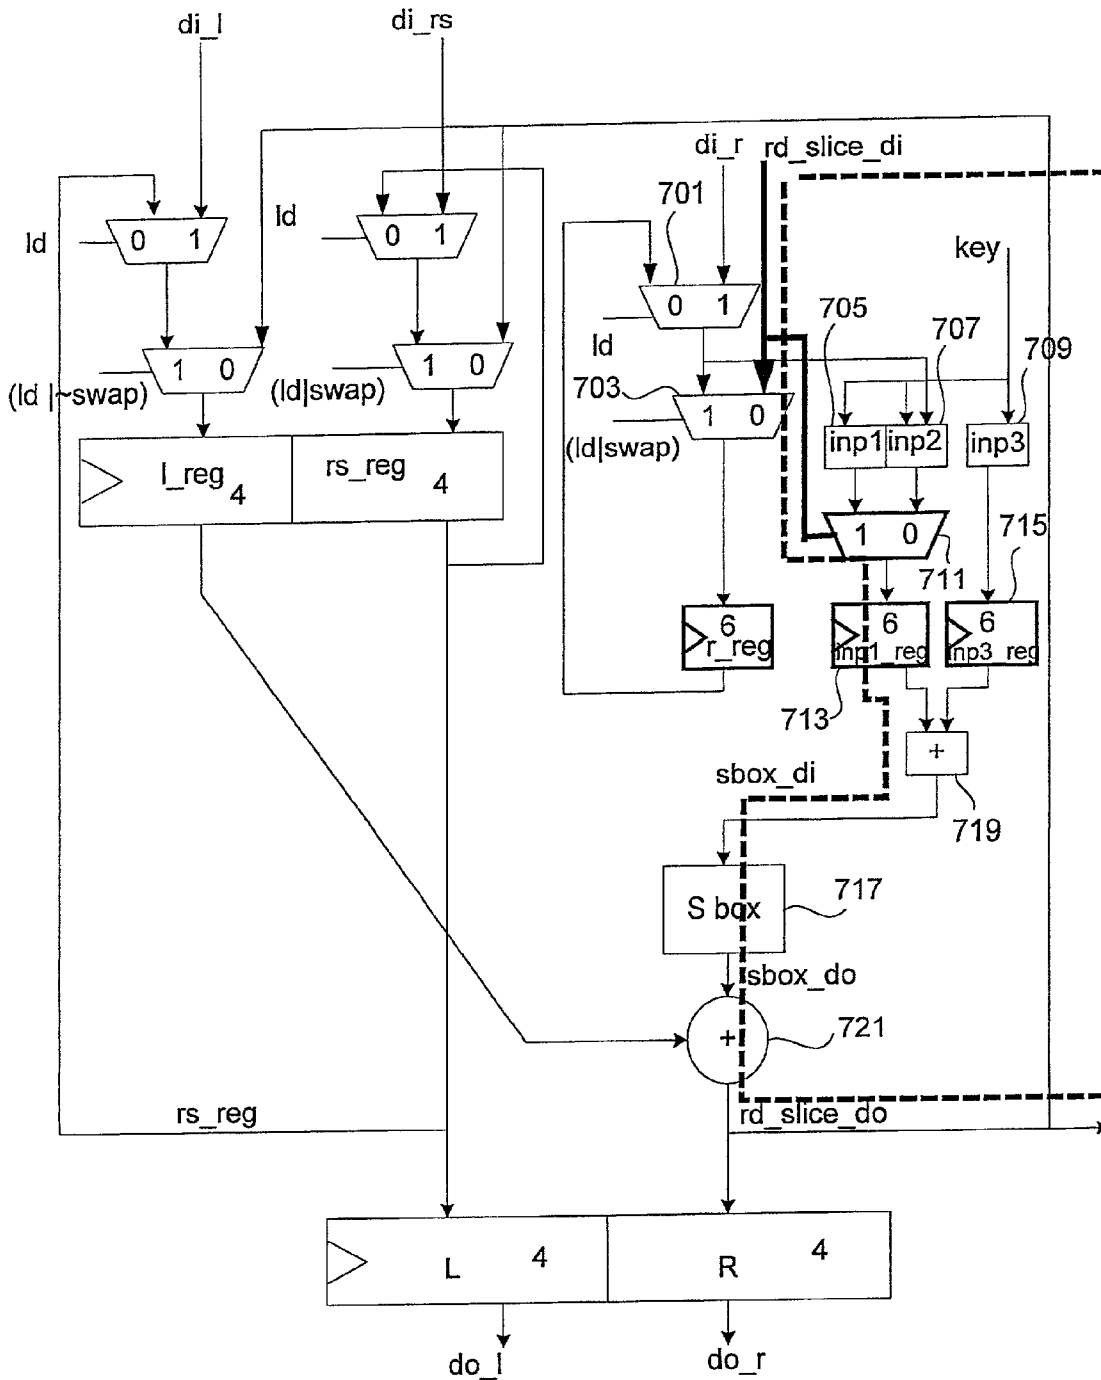 di_l
di_rs
di_r
rd_slice_di
701
ld
0 1
ld
0 1
key
0 1
705
707
709
ld
703
1 0
1 0
1 0
(ld |~swap)
(ld|swap)
(ld|swap)
inp1
inp2
inp3
l_reg 4
rs_reg 4
1 0
711
715
6
r_reg
6
inp1_reg
6
inp3_reg
713
+
719
sbox_di
S box
717
sbox_do
+
721
rs_reg
rd_slice_do
L 4
R 4
do_l
do_r